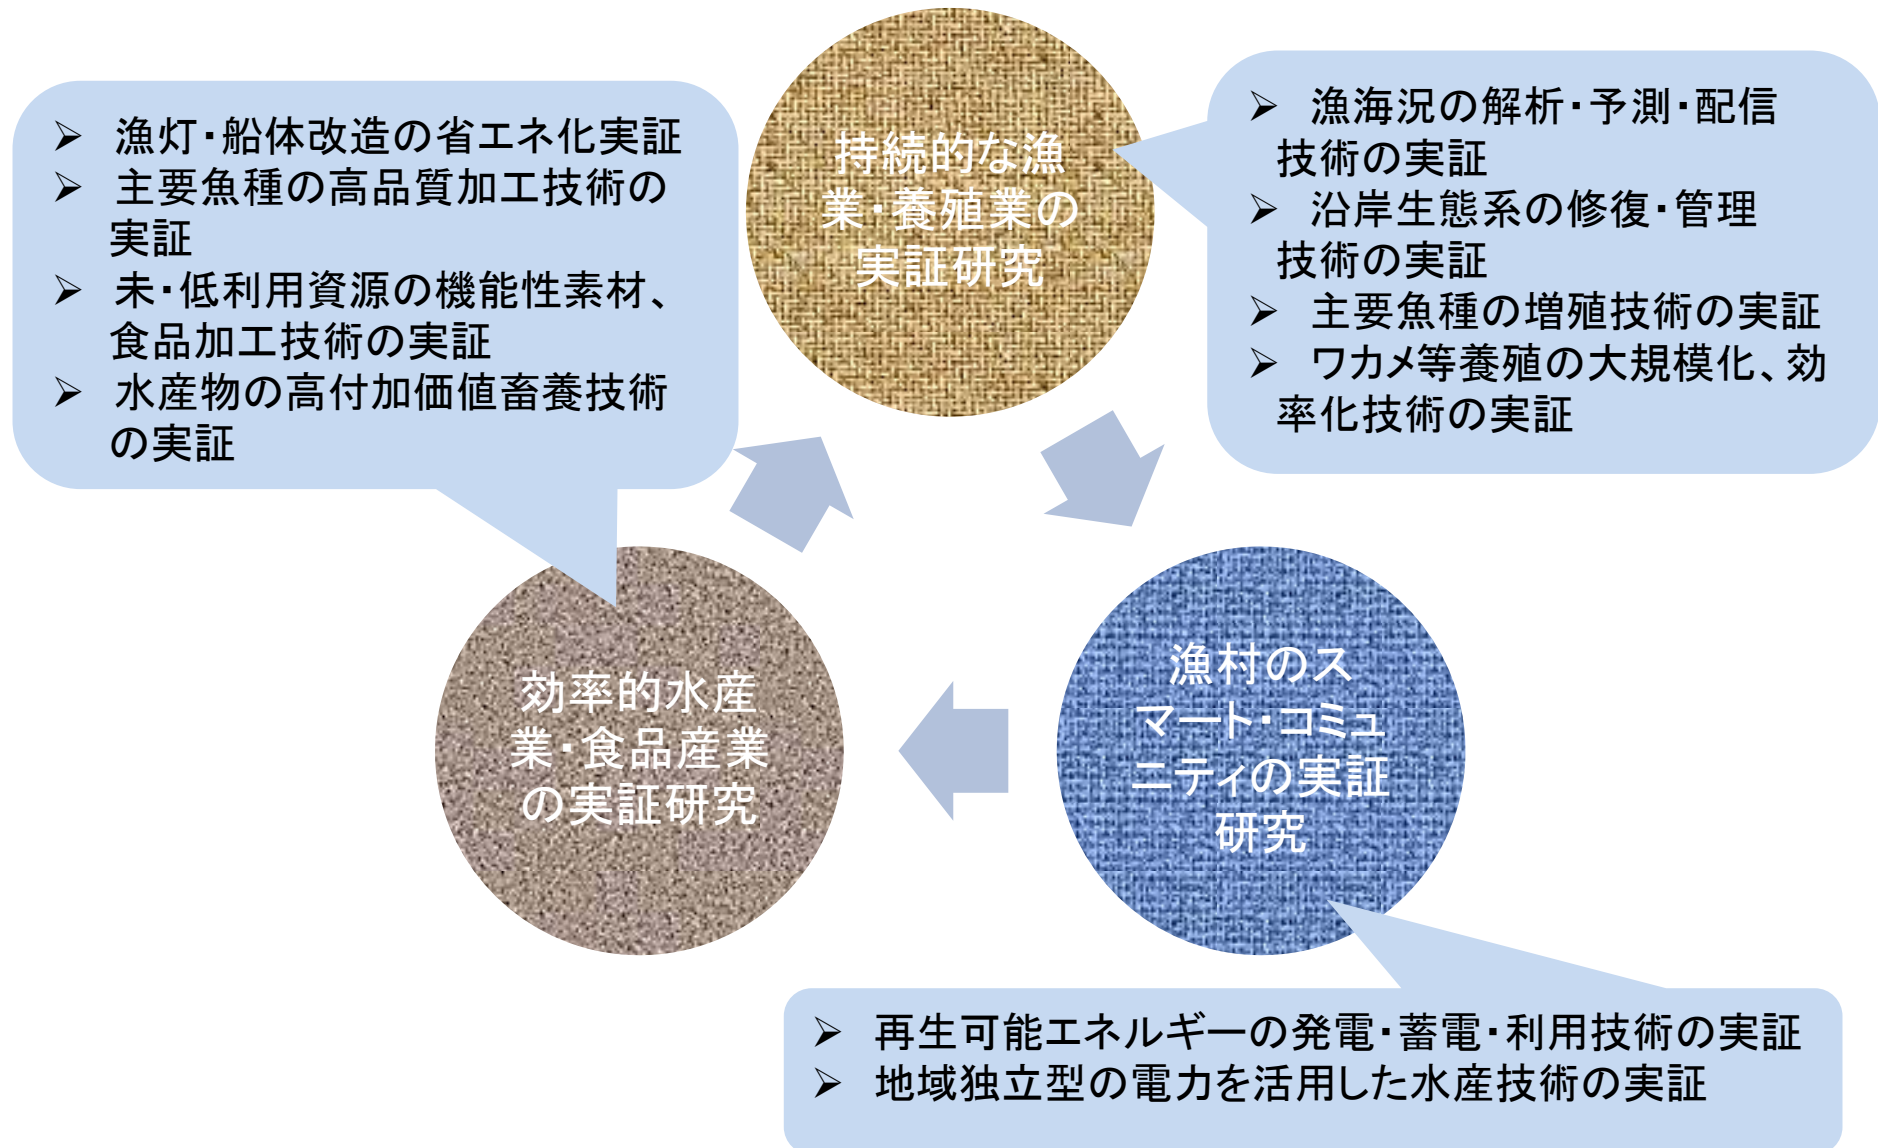 持続的な漁
業・養殖業の
実証研究
➢ 漁灯・船体改造の省エネ化実証
➢ 主要魚種の高品質加工技術の
実証
➢ 未・低利用資源の機能性素材、
食品加工技術の実証
➢ 水産物の高付加価値畜養技術
の実証
➢ 漁海況の解析・予測・配信
技術の実証
➢ 沿岸生態系の修復・管理
技術の実証
➢ 主要魚種の増殖技術の実証
➢ ワカメ等養殖の大規模化、効
率化技術の実証
効率的水産
業・食品産業
の実証研究
漁村のス
マート・コミュ
ニティの実証
研究
➢ 再生可能エネルギーの発電・蓄電・利用技術の実証
➢ 地域独立型の電力を活用した水産技術の実証